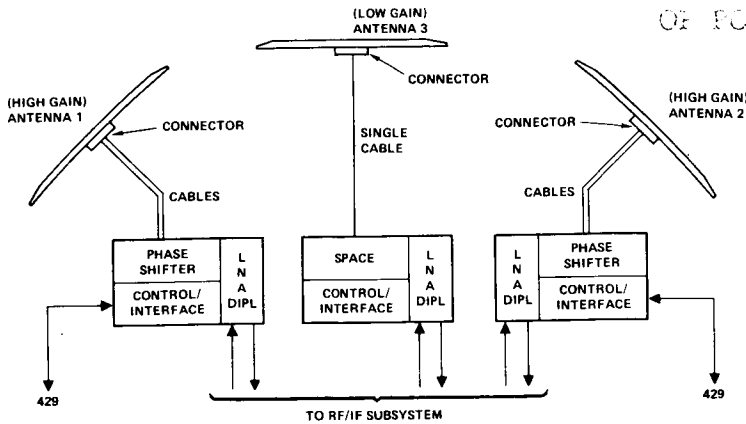 (LOW GAIN)
ANTENNA 3
(HIGH GAIN)
ANTENNA 1
CONNECTOR
CONNECTOR
SINGLE
CABLE
CONNECTOR
(HIGH GAIN)
ANTENNA 2
CABLES
CABLES
PHASE
SHIFTER
CONTROL/
INTERFACE
L
N
A
DIPL
SPACE
CONTROL/
INTERFACE
L
N
A
DIPL
L
N
A
DIPL
PHASE
SHIFTER
CONTROL/
INTERFACE
429
429
TO RF/IF SUBSYSTEM